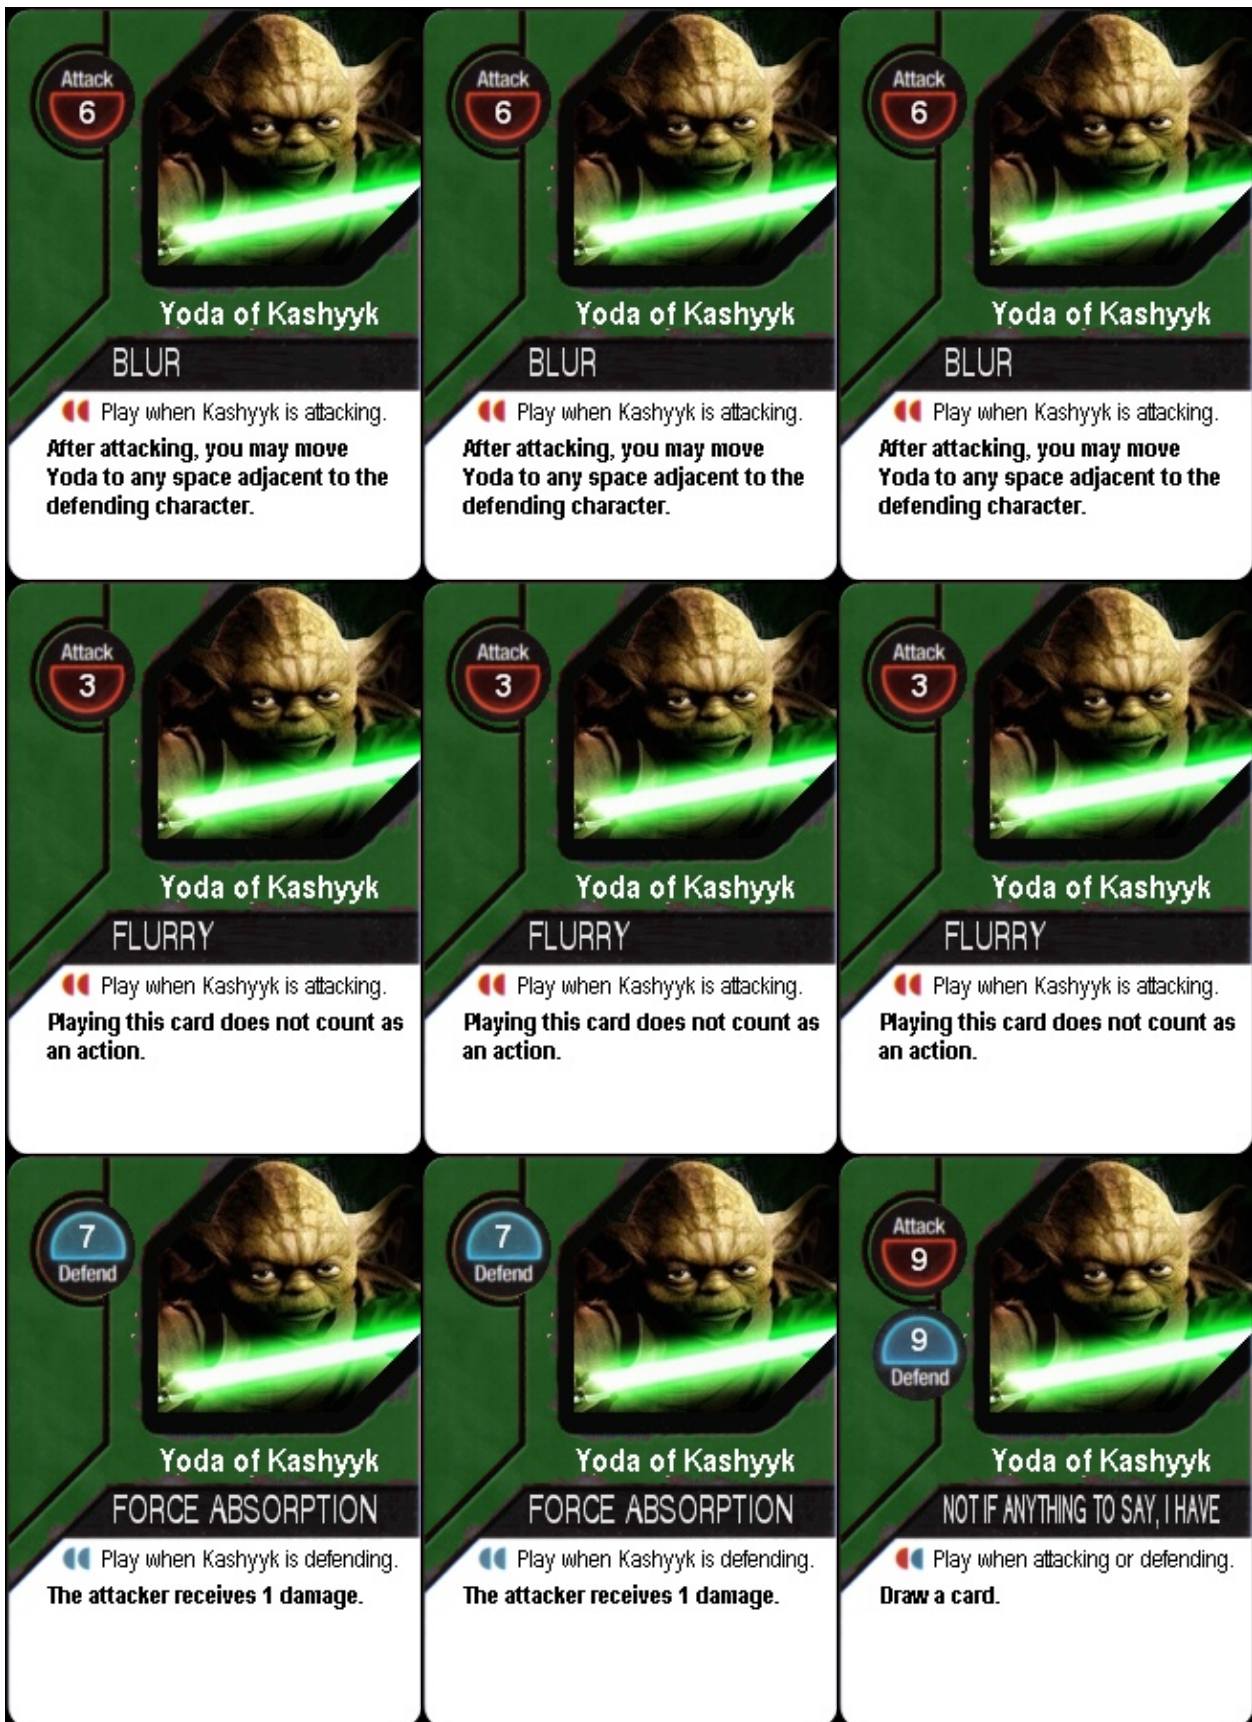 Attack
6
Yoda of Kashyyk
BLUR
Play when Kashyyk is attacking.
After attacking, you may move
Yoda to any space adjacent to the
defending character.
Attack
6
Yoda of Kashyyk
BLUR
Play when Kashyyk is attacking.
After attacking, you may move
Yoda to any space adjacent to the
defending character.
Attack
6
Yoda of Kashyyk
BLUR
Play when Kashyyk is attacking.
After attacking, you may move
Yoda to any space adjacent to the
defending character.
Attack
3
Yoda of Kashyyk
FLURRY
Play when Kashyyk is attacking.
Playing this card does not count as
an action.
Attack
3
Yoda of Kashyyk
FLURRY
Play when Kashyyk is attacking.
Playing this card does not count as
an action.
Attack
3
Yoda of Kashyyk
FLURRY
Play when Kashyyk is attacking.
Playing this card does not count as
an action.
7
Defend
Yoda of Kashyyk
FORCE ABSORPTION
Play when Kashyyk is defending.
The attacker receives 1 damage.
7
Defend
Yoda of Kashyyk
FORCE ABSORPTION
Play when Kashyyk is defending.
The attacker receives 1 damage.
Attack
9
9
Defend
Yoda of Kashyyk
NOT IF ANYTHING TO SAY, I HAVE
Play when attacking or defending.
Draw a card.